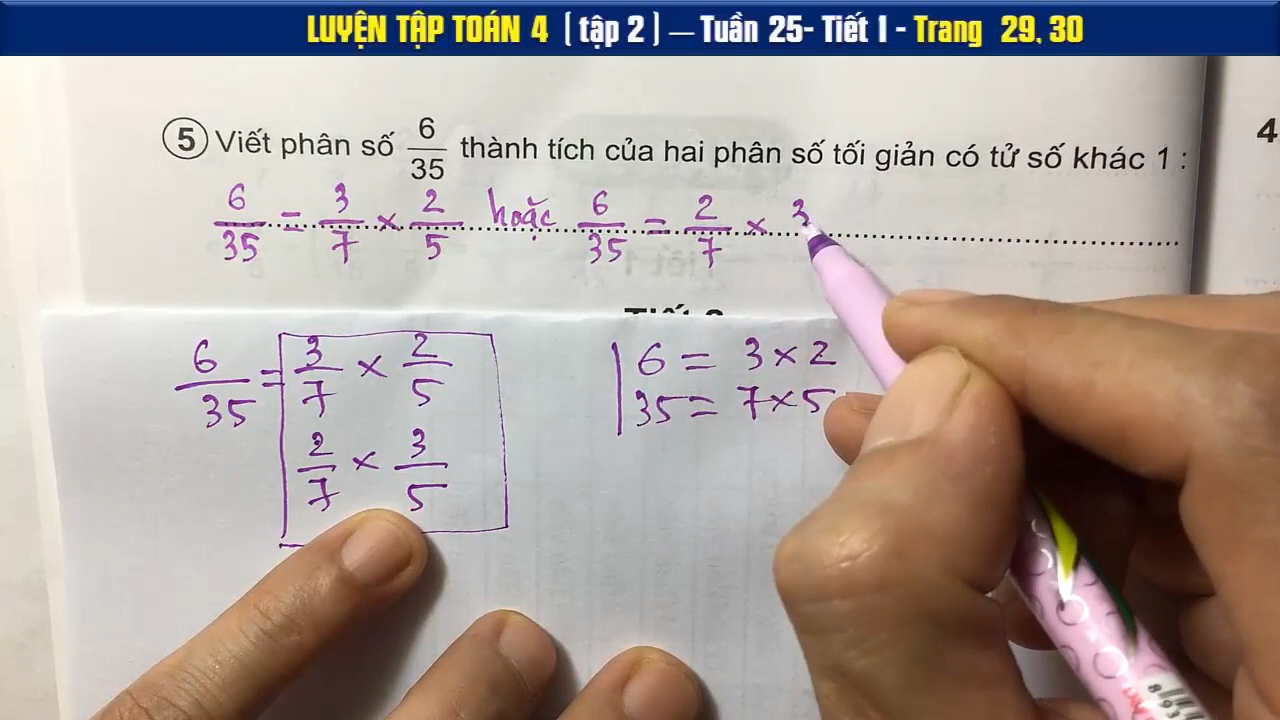 LUYỆN TẬP TOÁN 4 ( tập 2 ) — Tuần 25- Tiết 1 - Trang 29, 30
5 Viết phân số 6/35 thành tích của hai phân số tối giản có tử số khác 1 :
6/35 = 3/7 × 2/5 hoặc 6/35 = 2/7 × 3
4
6/35 = 3/7 × 2/5
2/7 × 3/5
6 = 3 × 2
35 = 7 × 5